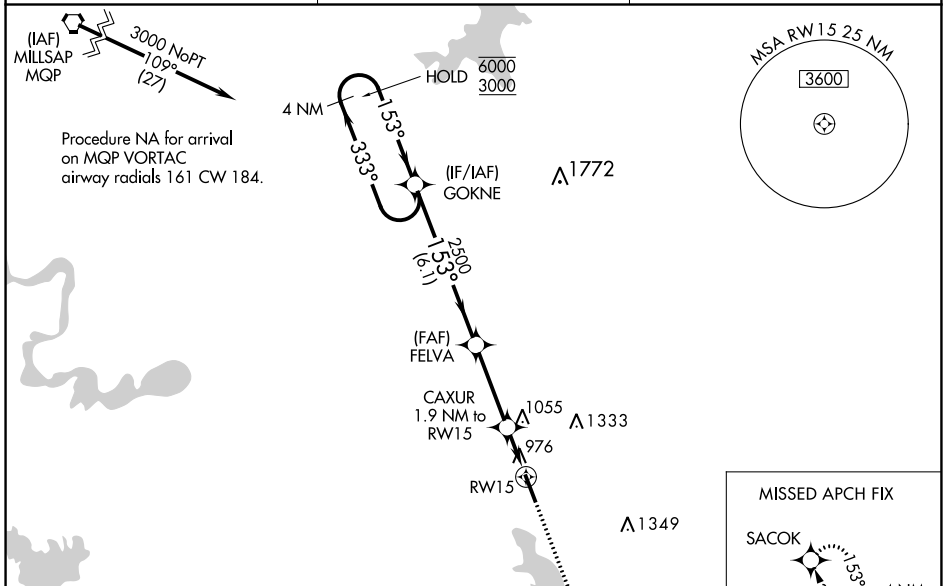 (IAF)
MILLSAP
MQP
3000 NoPT
109°
(27)
Procedure NA for arrival
on MQP VORTAC
airway radials 161 CW 184.
4 NM
HOLD
6000
3000
153°
333°
(IF/IAF)
GOKNE
1772
MSA RW15 25 NM
3600
2500
153°
(6.1)
(FAF)
FELVA
CAXUR
1.9 NM to
RW15
1055
1333
976
RW15
1349
MISSED APCH FIX
SACOK
153°